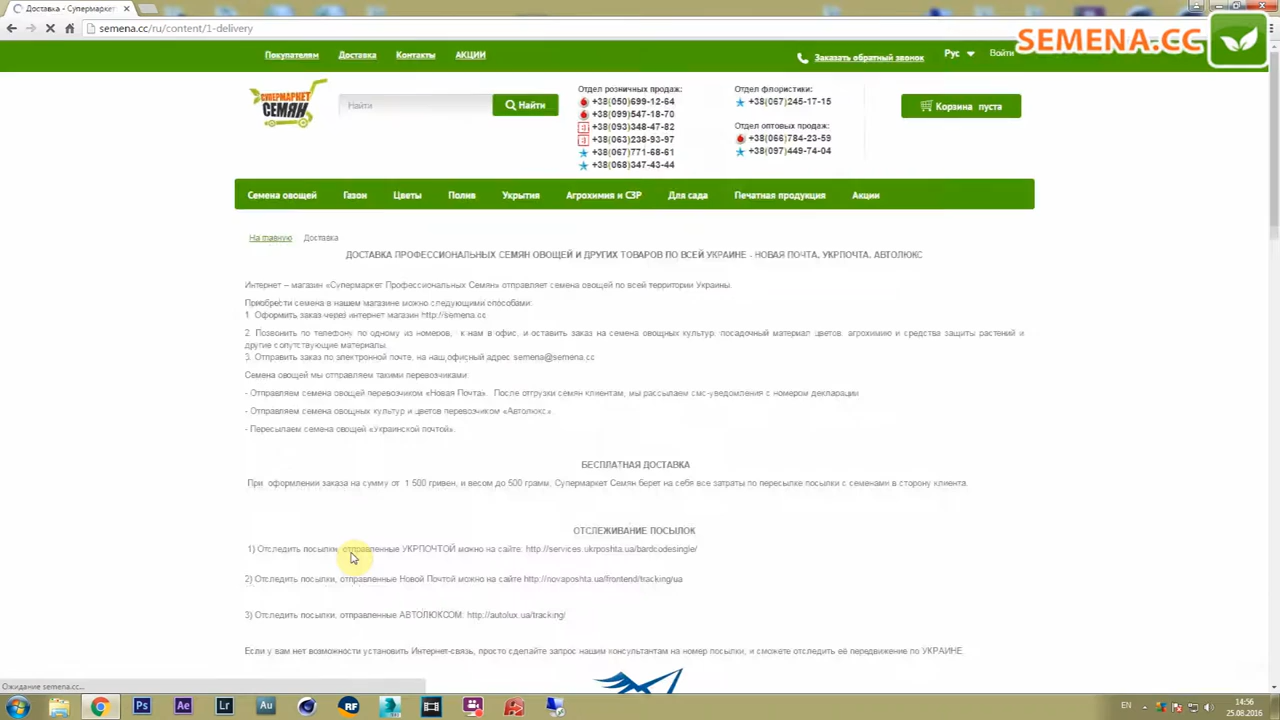 Доставка - Супермаркет
semena.cc/ru/content/1-delivery
SEMENA.CC
Покупателям Доставка Контакты АКЦИИ
Заказать обратный звонок Рус Войти
СУПЕРМАРКЕТ СЕМЯН
Найти Найти
Отдел розничных продаж:
+38(050)699-12-64
+38(099)547-18-70
+38(093)348-47-82
+38(063)238-93-97
+38(067)771-68-61
+38(068)347-43-44
Отдел флористики:
+38(067)245-17-15
Отдел оптовых продаж:
+38(066)784-23-59
+38(097)449-74-04
Корзина пуста
Семена овощей Газон Цветы Полив Укрытия Агрохимия и СЗР Для сада Печатная продукция Акции
На главную Доставка
ДОСТАВКА ПРОФЕССИОНАЛЬНЫХ СЕМЯН ОВОЩЕЙ И ДРУГИХ ТОВАРОВ ПО ВСЕЙ УКРАИНЕ - НОВАЯ ПОЧТА, УКРПОЧТА, АВТОЛЮКС
Интернет – магазин «Супермаркет Профессиональных Семян» отправляет семена овощей по всей территории Украины.
Приобрести семена в нашем магазине можно следующими способами:
1. Оформить заказ через интернет магазин http://semena.cc
2. Позвонить по телефону по одному из номеров, к нам в офис, и оставить заказ на семена овощных культур, посадочный материал цветов, агрохимию и средства защиты растений и
другие сопутствующие материалы.
3. Отправить заказ по электронной почте, на наш офисный адрес semena@semena.cc
Семена овощей мы отправляем такими перевозчиками:
- Отправляем семена овощей перевозчиком «Новая Почта». После отгрузки семян клиентам, мы рассылаем смс-уведомления с номером декларации
- Отправляем семена овощных культур и цветов перевозчиком «Автолюкс».
- Пересылаем семена овощей «Украинской почтой».
БЕСПЛАТНАЯ ДОСТАВКА
При оформлении заказа на сумму от 1 500 гривен, и весом до 500 грамм, Супермаркет Семян берет на себя все затраты по пересылке посылки с семенами в сторону клиента.
ОТСЛЕЖИВАНИЕ ПОСЫЛОК
1) Отследить посылки, отправленные УКРПОЧТОЙ можно на сайте: http://services.ukrposhta.ua/bardcodesingle/
2) Отследить посылки, отправленные Новой Почтой можно на сайте http://novaposhta.ua/frontend/tracking/ua
3) Отследить посылки, отправленные АВТОЛЮКСОМ: http://autolux.ua/tracking/
Если у вас нет возможности установить Интернет-связь, просто сделайте запрос нашим консультантам на номер посылки, и сможете отследить её передвижение по УКРАИНЕ.
Ожидание semena.cc...
Ps Ae Lr Au RF
EN 14:56
25.08.2016